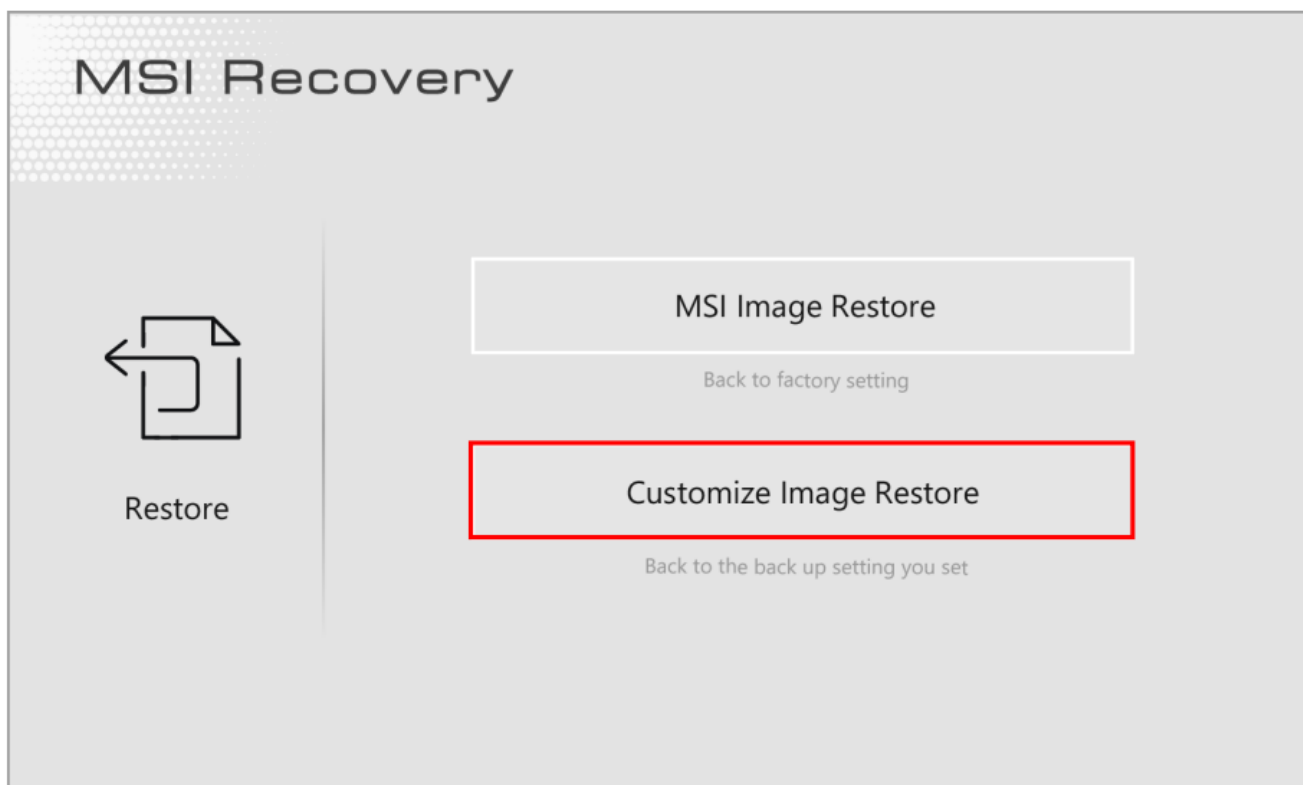 MSI Recovery
MSI Image Restore
Back to factory setting
Customize Image Restore
Restore
Back to the back up setting you set